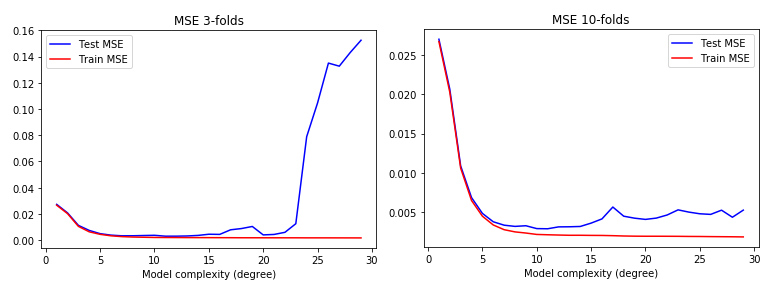 MSE 3-folds
0.16
0.14
0.12
0.10
0.08
0.06
0.04
0.02
0.00
Test MSE
Train MSE
0 5 10 15 20 25 30
Model complexity (degree)
MSE 10-folds
0.025
0.020
0.015
0.010
0.005
Test MSE
Train MSE
0 5 10 15 20 25 30
Model complexity (degree)